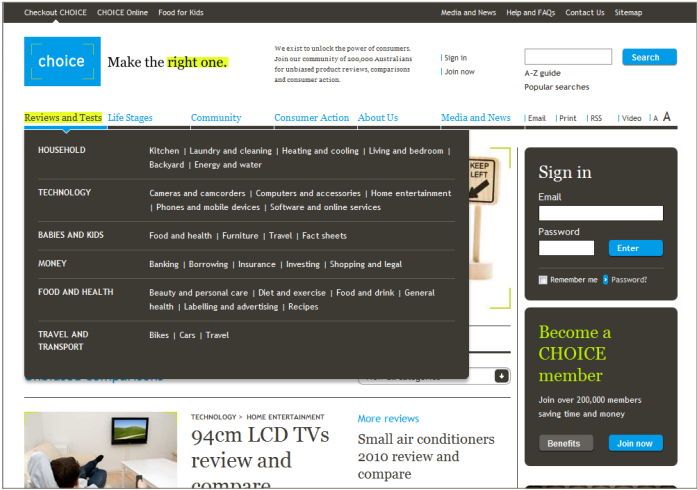 Checkout CHOICE CHOICE Online Food for Kids
Media and News Help and FAQs Contact Us Sitemap
choice
Make the right one.
We exist to unlock the power of consumers.
Join our community of 200,000 Australians
for unbiased product reviews, comparisons
and consumer action.
| Sign in
| Join now
Search
A-Z guide
Popular searches
Reviews and Tests Life Stages Community Consumer Action About Us Media and News | Email | Print | RSS | Video | A A
HOUSEHOLD
Kitchen | Laundry and cleaning | Heating and cooling | Living and bedroom |
Backyard | Energy and water
TECHNOLOGY
Cameras and camcorders | Computers and accessories | Home entertainment
| Phones and mobile devices | Software and online services
BABIES AND KIDS
Food and health | Furniture | Travel | Fact sheets
MONEY
Banking | Borrowing | Insurance | Investing | Shopping and legal
FOOD AND HEALTH
Beauty and personal care | Diet and exercise | Food and drink | General
health | Labelling and advertising | Recipes
TRAVEL AND
TRANSPORT
Bikes | Cars | Travel
KEEP
LEFT
Sign in
Email
Password
Enter
Remember me Password?
Become a
CHOICE
member
Join over 200,000 members
saving time and money
Benefits Join now
TECHNOLOGY > HOME ENTERTAINMENT
94cm LCD TVs
review and
compare
More reviews
Small air conditioners
2010 review and
compare